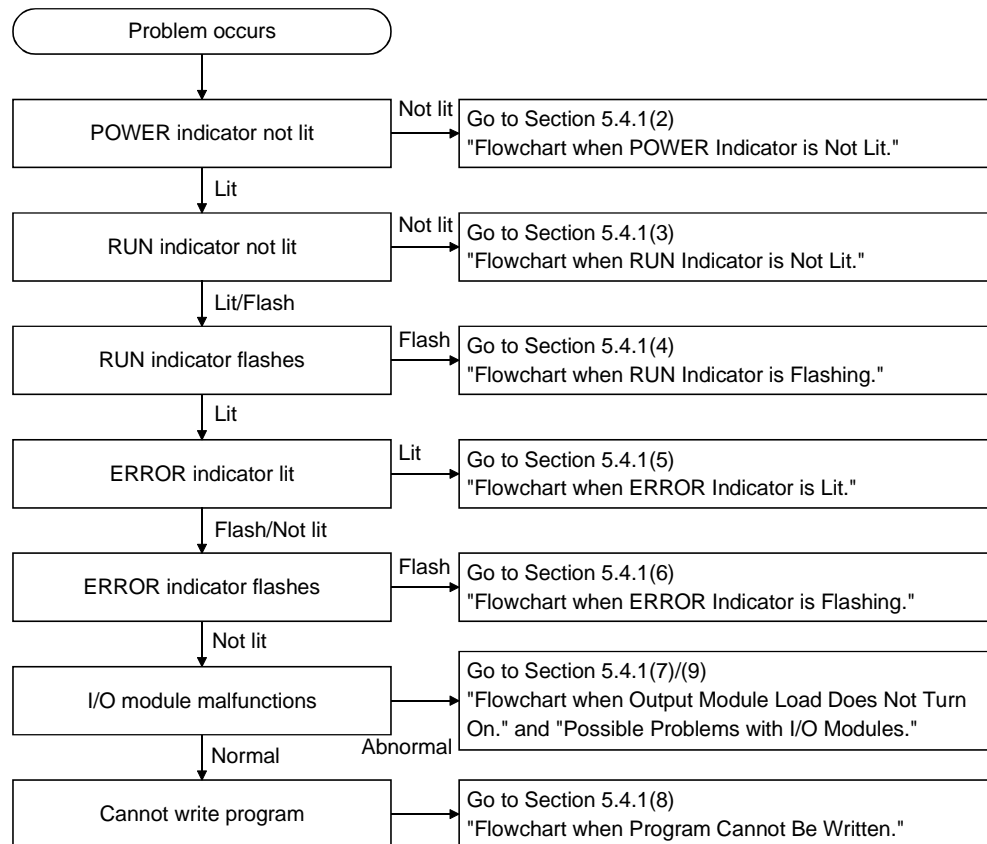 Problem occurs
POWER indicator not lit
Not lit
Go to Section 5.4.1(2)
"Flowchart when POWER Indicator is Not Lit."
Lit
RUN indicator not lit
Not lit
Go to Section 5.4.1(3)
"Flowchart when RUN Indicator is Not Lit."
Lit/Flash
RUN indicator flashes
Flash
Go to Section 5.4.1(4)
"Flowchart when RUN Indicator is Flashing."
Lit
ERROR indicator lit
Lit
Go to Section 5.4.1(5)
"Flowchart when ERROR Indicator is Lit."
Flash/Not lit
ERROR indicator flashes
Flash
Go to Section 5.4.1(6)
"Flowchart when ERROR Indicator is Flashing."
Not lit
I/O module malfunctions
Abnormal
Go to Section 5.4.1(7)/(9)
"Flowchart when Output Module Load Does Not Turn
On." and "Possible Problems with I/O Modules."
Normal
Cannot write program
Go to Section 5.4.1(8)
"Flowchart when Program Cannot Be Written."